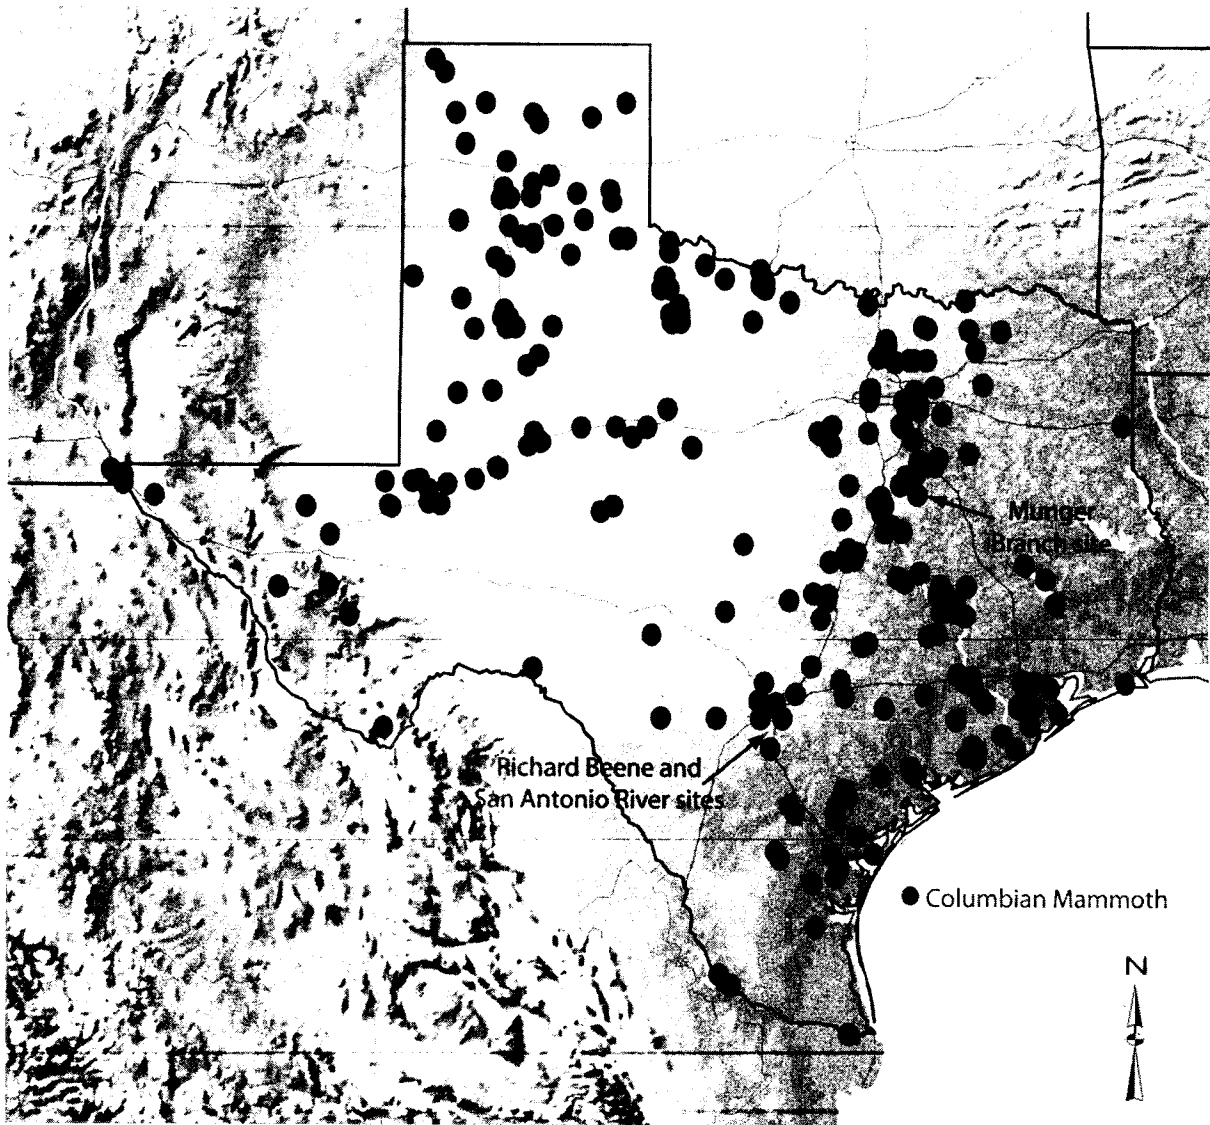 Munger
Branch site
Richard Beene and
San Antonio River sites
Columbian Mammoth
N